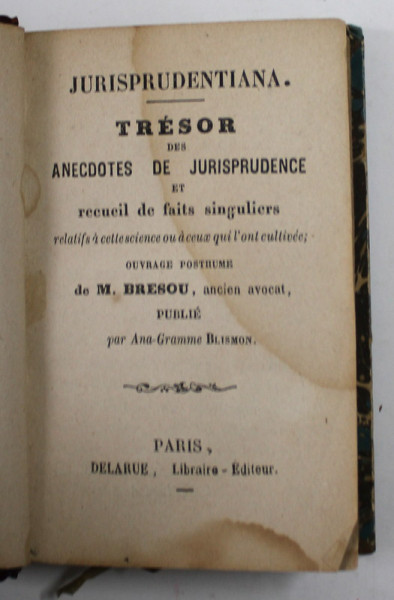 JURISPRUDENTIANA.
TRÉSOR
DES
ANECDOTES DE JURISPRUDENCE
ET
recueil de faits singuliers
relatifs à cette science ou à ceux qui l'ont cultivée;
OUVRAGE POSTHUME
de M. BRESOU, ancien avocat,
PUBLIÉ
par Ana-Gramme BLISMON.
PARIS,
DELARUE, Libraire-Éditeur.